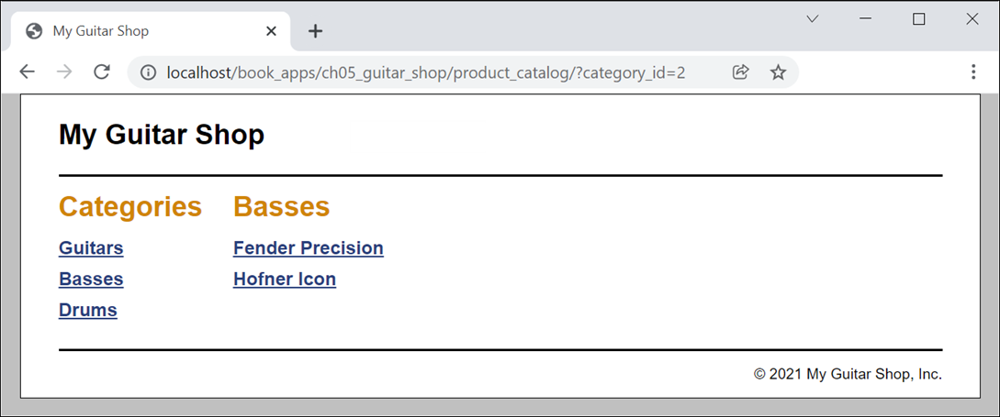 My Guitar Shop
localhost/book_apps/ch05_guitar_shop/product_catalog/?category_id=2
My Guitar Shop
Categories
Guitars
Basses
Drums
Basses
Fender Precision
Hofner Icon
© 2021 My Guitar Shop, Inc.